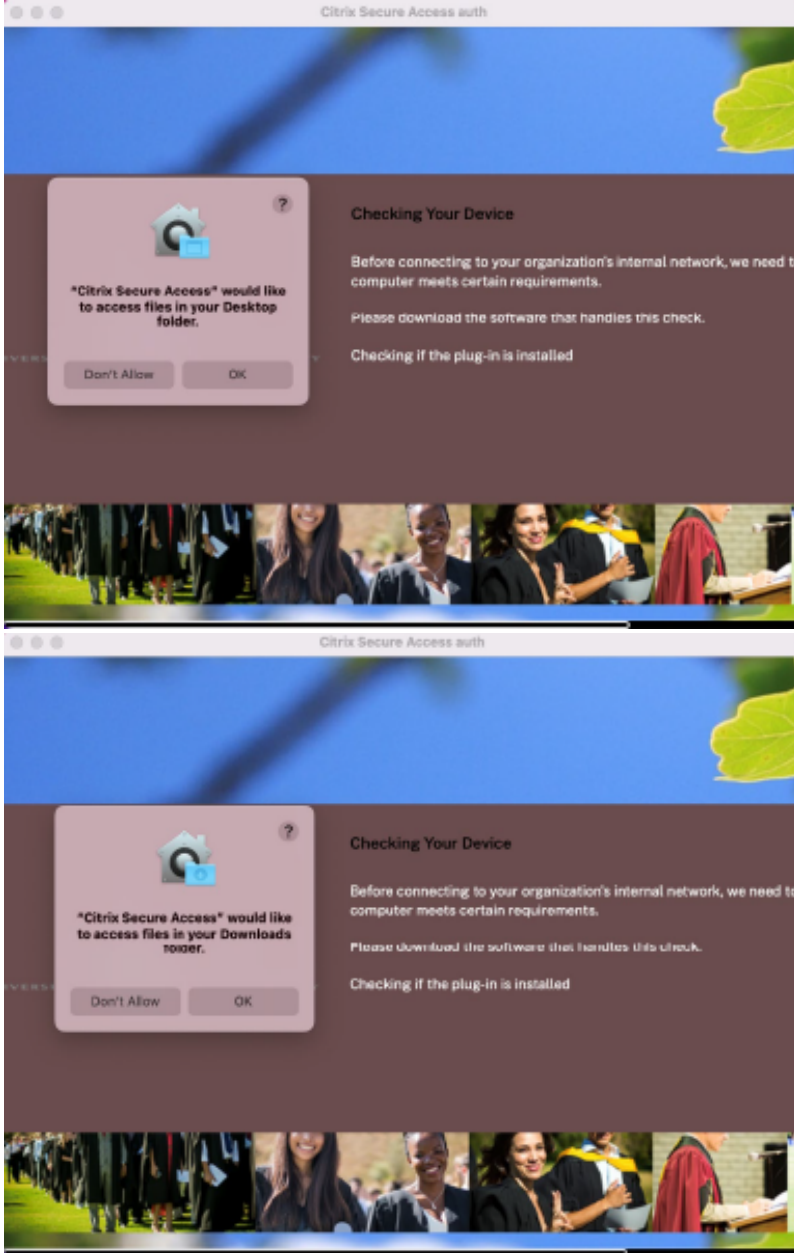 Citrix Secure Access auth
?
"Citrix Secure Access" would like
to access files in your Desktop
folder.
Don't Allow
OK
Checking Your Device
Before connecting to your organization's internal network, we need t
computer meets certain requirements.
Please download the software that handles this check.
Checking if the plug-in is installed
Citrix Secure Access auth
?
"Citrix Secure Access" would like
to access files in your Downloads
folder.
Don't Allow
OK
Checking Your Device
Before connecting to your organization's internal network, we need to
computer meets certain requirements.
Please download the software that handles this check.
Checking if the plug-in is installed